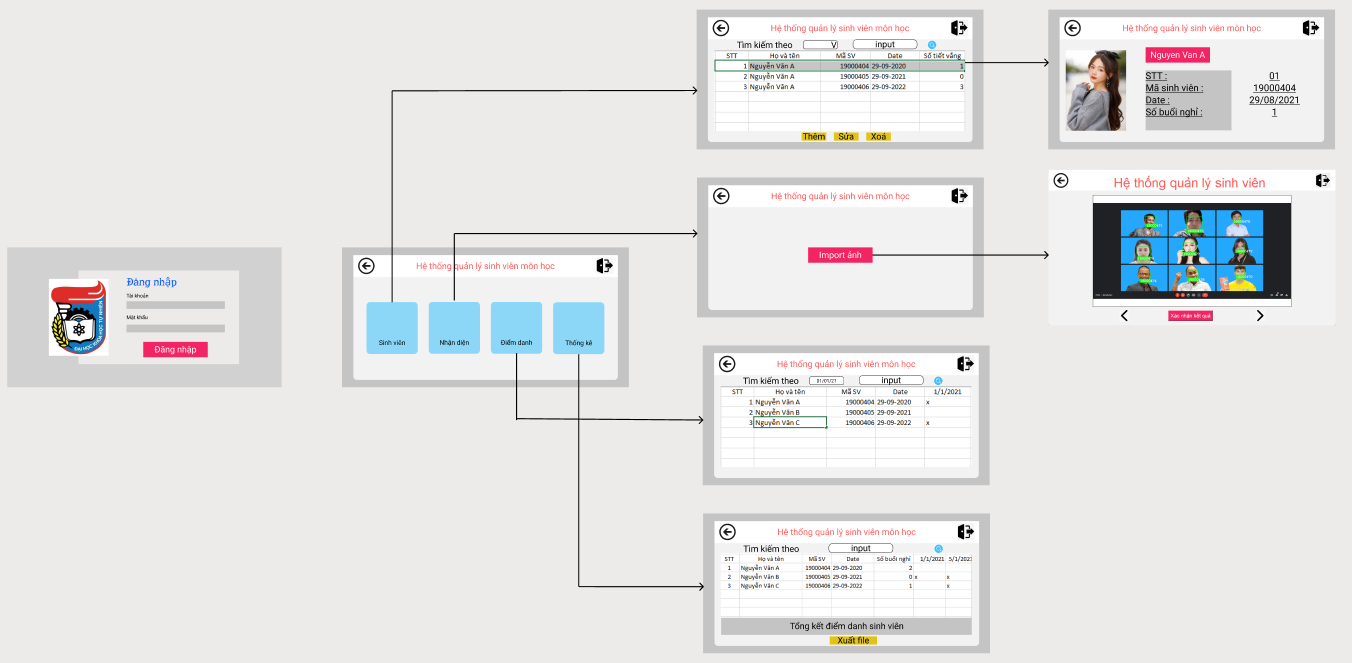 Đăng nhập
Tài khoản
Mật khẩu
Đăng nhập
ĐẠI HỌC KHOA HỌC TỰ NHIÊN
Hệ thống quản lý sinh viên môn học
Sinh viên
Nhận diện
Điểm danh
Thống kê
Hệ thống quản lý sinh viên môn học
Tìm kiếm theo V input
STT Họ và tên Mã SV Date Số tiết vắng
1 Nguyễn Văn A 19000404 29-09-2020 1
2 Nguyễn Văn A 19000405 29-09-2021 0
3 Nguyễn Văn A 19000406 29-09-2022 3
Thêm Sửa Xoá
Hệ thống quản lý sinh viên môn học
Nguyen Van A
STT : 01
Mã sinh viên : 19000404
Date : 29/08/2021
Số buổi nghỉ : 1
Hệ thống quản lý sinh viên môn học
Import ảnh
Hệ thống quản lý sinh viên
Xác nhận kết quả
Hệ thống quản lý sinh viên môn học
Tìm kiếm theo 01/01/21 input
STT Họ và tên Mã SV Date 1/1/2021
1 Nguyễn Văn A 19000404 29-09-2020 x
2 Nguyễn Văn B 19000405 29-09-2021
3 Nguyễn Văn C 19000406 29-09-2022 x
Hệ thống quản lý sinh viên môn học
Tìm kiếm theo input
STT Họ và tên Mã SV Date Số buổi nghỉ 1/1/2021 5/1/202
1 Nguyễn Văn A 19000404 29-09-2020 2
2 Nguyễn Văn B 19000405 29-09-2021 0 x x
3 Nguyễn Văn C 19000406 29-09-2022 1 x
Tổng kết điểm danh sinh viên
Xuất file